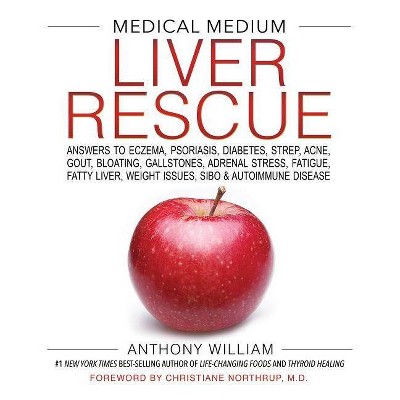 MEDICAL MEDIUM
LIVER
RESCUE
ANSWERS TO ECZEMA, PSORIASIS, DIABETES, STREP, ACNE,
GOUT, BLOATING, GALLSTONES, ADRENAL STRESS, FATIGUE,
FATTY LIVER, WEIGHT ISSUES, SIBO & AUTOIMMUNE DISEASE
ANTHONY WILLIAM
#1 NEW YORK TIMES BEST-SELLING AUTHOR OF LIFE-CHANGING FOODS AND THYROID HEALING
FOREWORD BY CHRISTIANE NORTHRUP, M.D.